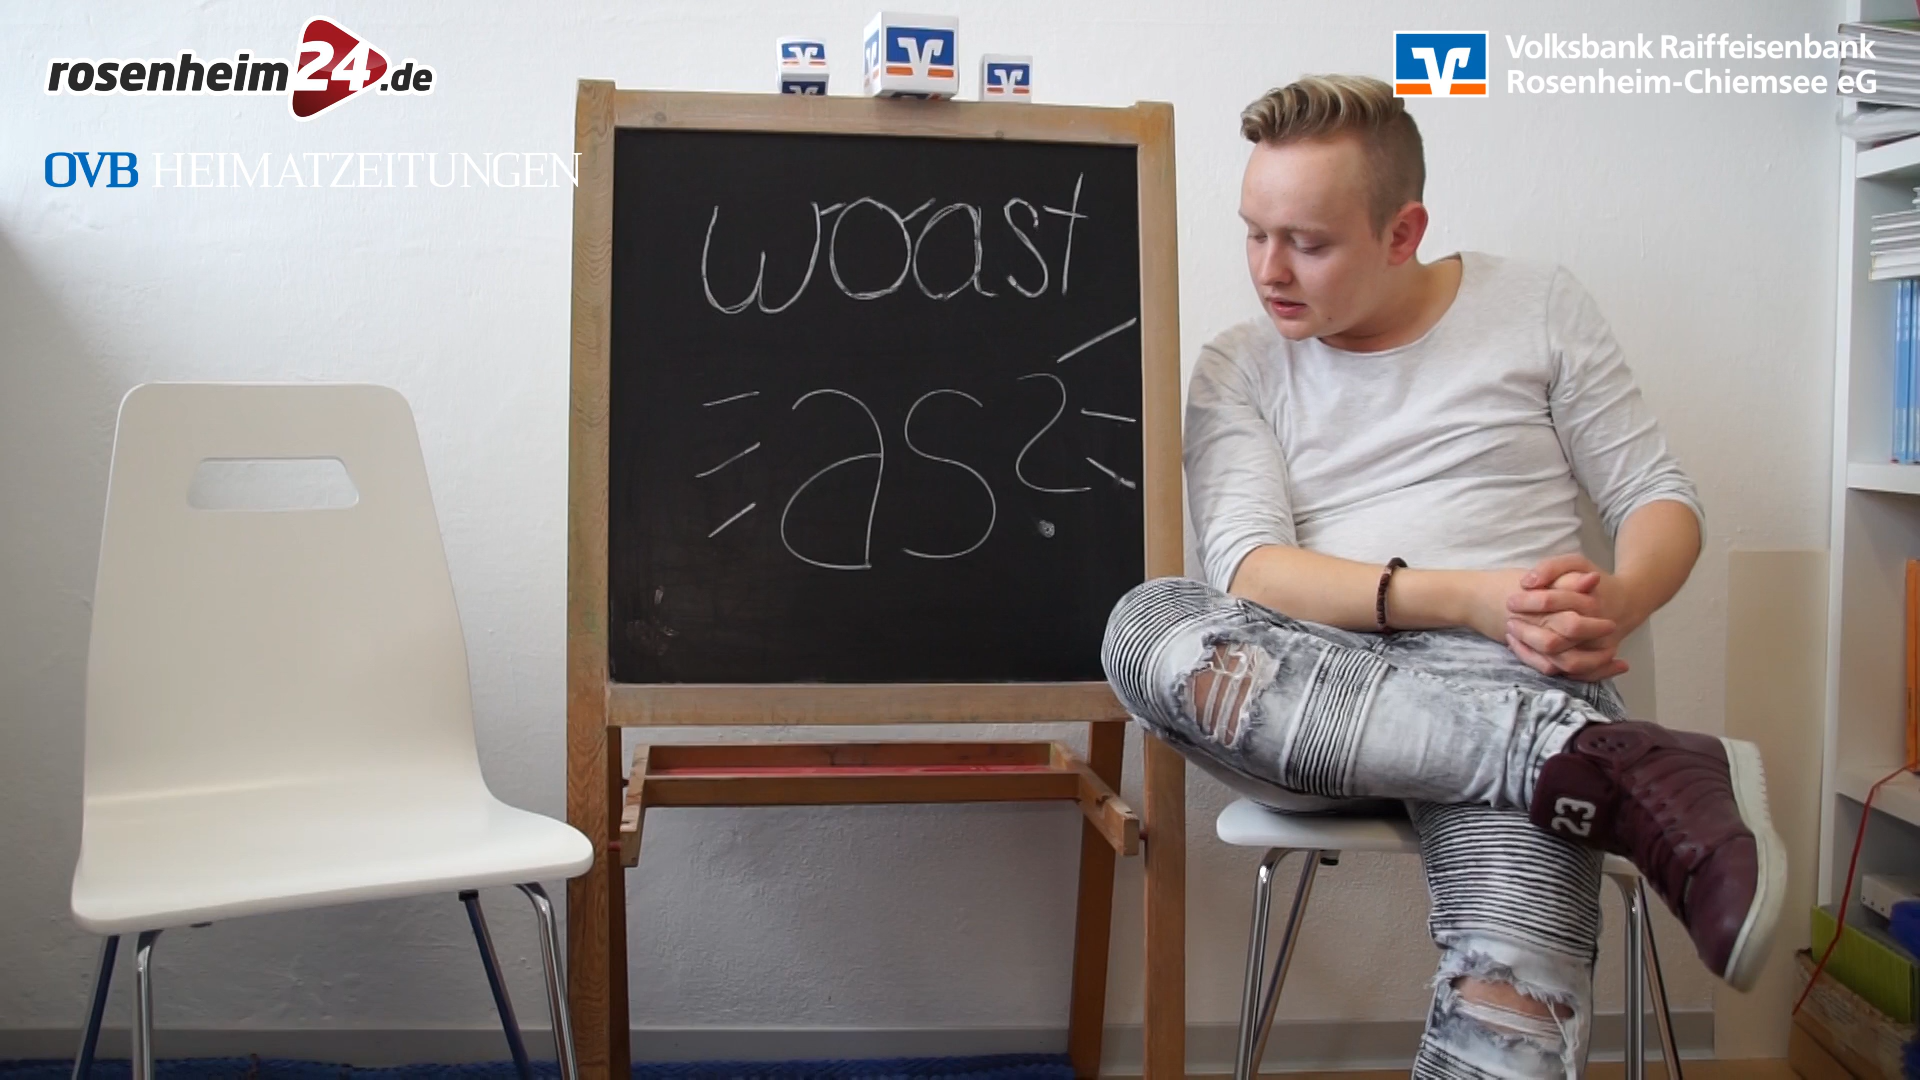 rosenheim24.de
OVB HEIMATZEITUNGEN
Volksbank Raiffeisenbank
Rosenheim-Chiemsee eG
woast
as?
23